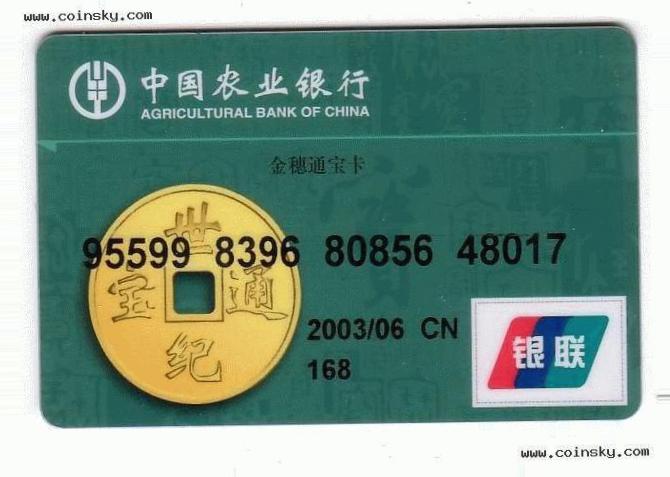 www.coinsky.com
中国农业银行
AGRICULTURAL BANK OF CHINA
金穗通宝卡
世
95599 8396 80856 48017
宝 通
纪
2003/06 CN
168
银联
www.coinsky.com